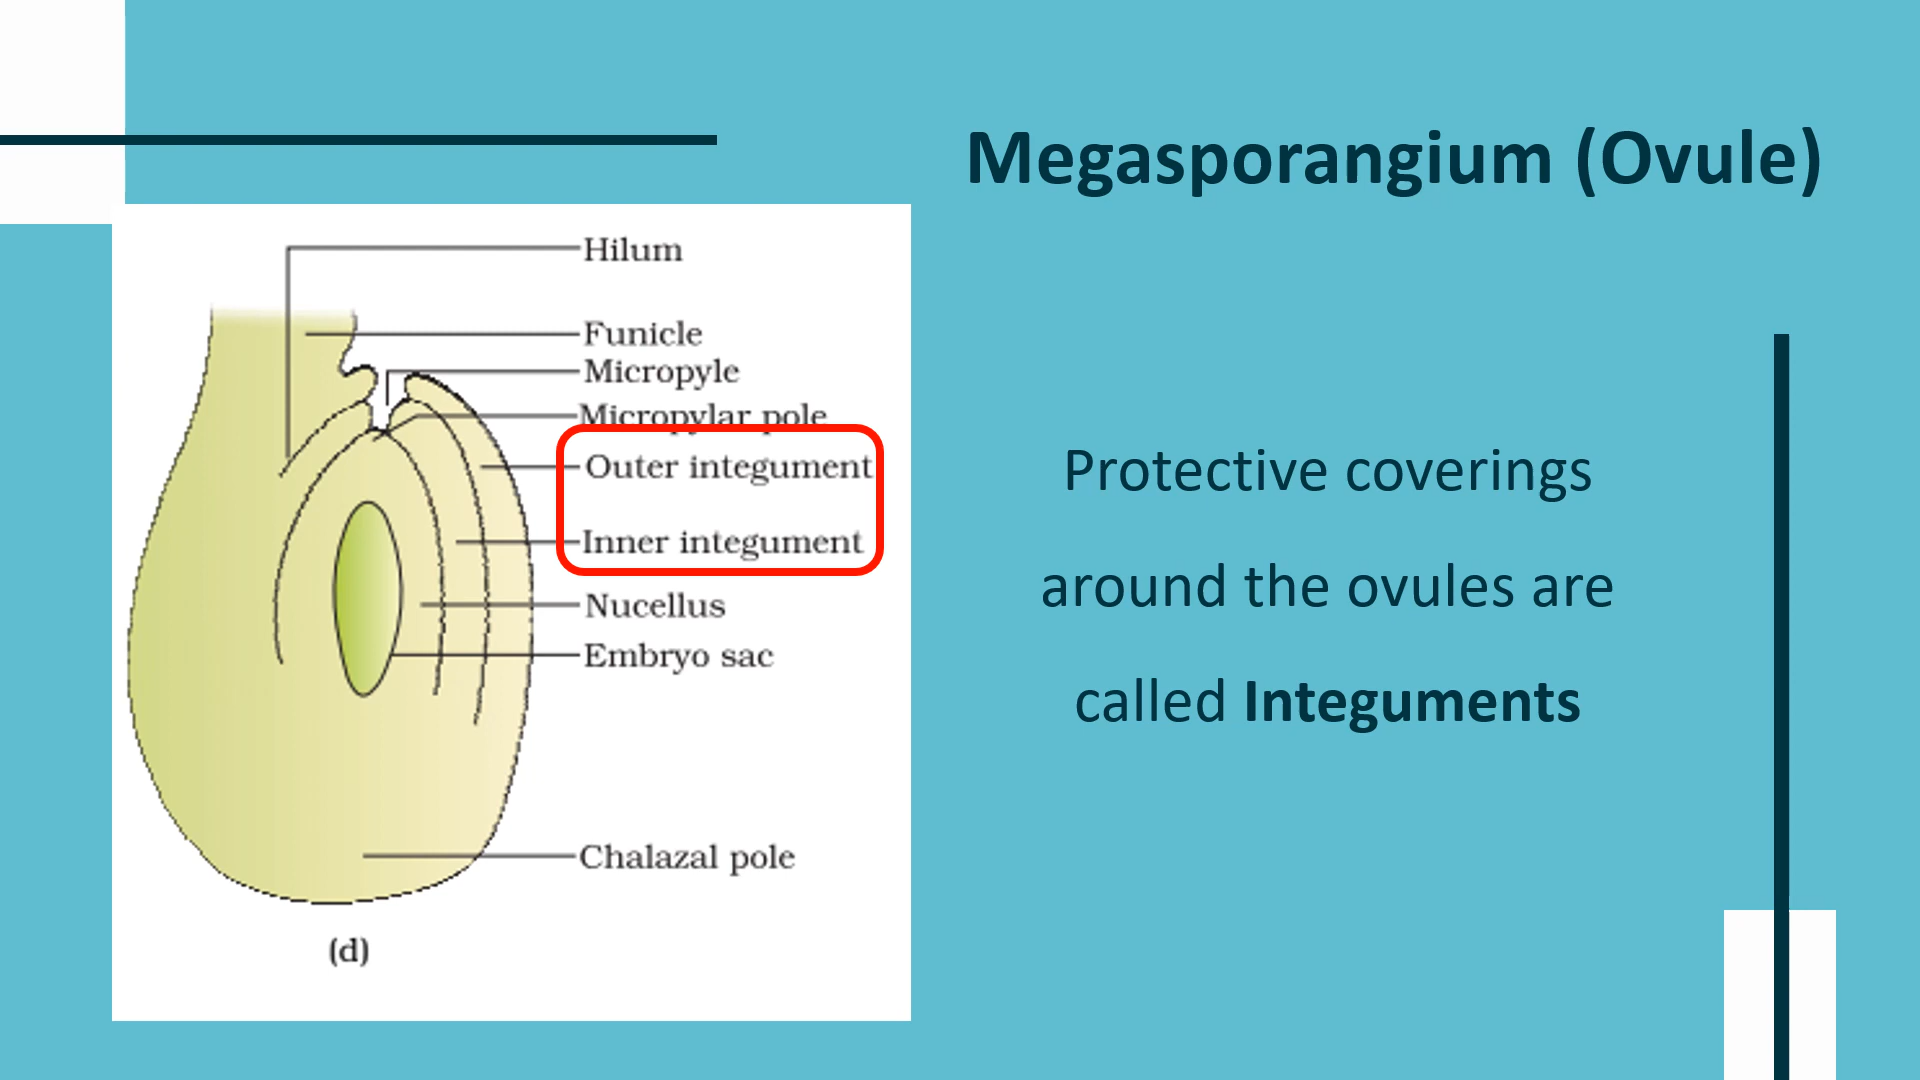 Megasporangium (Ovule)
Hilum
Funicle
Micropyle
Micropylar pole
Outer integument
Inner integument
Nucellus
Embryo sac
Chalazal pole
(d)
Protective coverings
around the ovules are
called Integuments